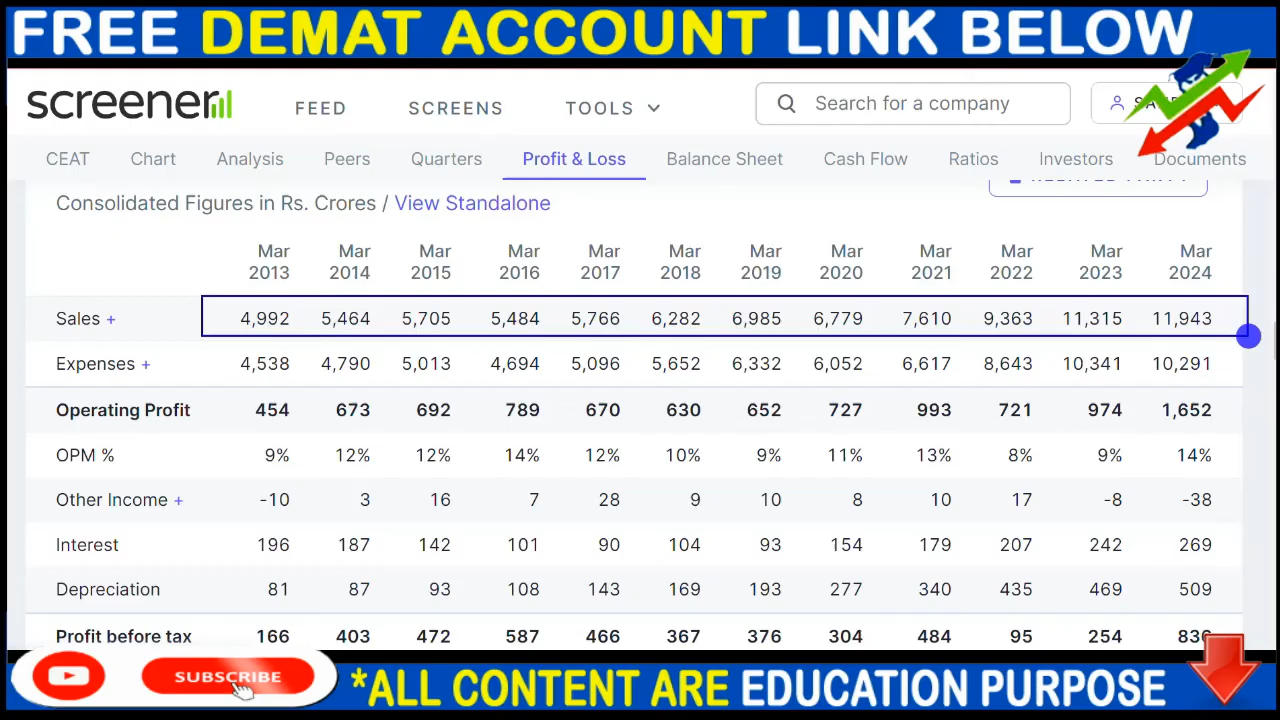 FREE DEMAT ACCOUNT LINK BELOW
screener
FEED SCREENS TOOLS Search for a company
CEAT Chart Analysis Peers Quarters Profit & Loss Balance Sheet Cash Flow Ratios Investors Documents
Consolidated Figures in Rs. Crores / View Standalone
Mar Mar Mar Mar Mar Mar Mar Mar Mar Mar Mar Mar
2013 2014 2015 2016 2017 2018 2019 2020 2021 2022 2023 2024
Sales + 4,992 5,464 5,705 5,484 5,766 6,282 6,985 6,779 7,610 9,363 11,315 11,943
Expenses + 4,538 4,790 5,013 4,694 5,096 5,652 6,332 6,052 6,617 8,643 10,341 10,291
Operating Profit 454 673 692 789 670 630 652 727 993 721 974 1,652
OPM % 9% 12% 12% 14% 12% 10% 9% 11% 13% 8% 9% 14%
Other Income + -10 3 16 7 28 9 10 8 10 17 -8 -38
Interest 196 187 142 101 90 104 93 154 179 207 242 269
Depreciation 81 87 93 108 143 169 193 277 340 435 469 509
Profit before tax 166 403 472 587 466 367 376 304 484 95 254
SUBSCRIBE
*ALL CONTENT ARE EDUCATION PURPOSE